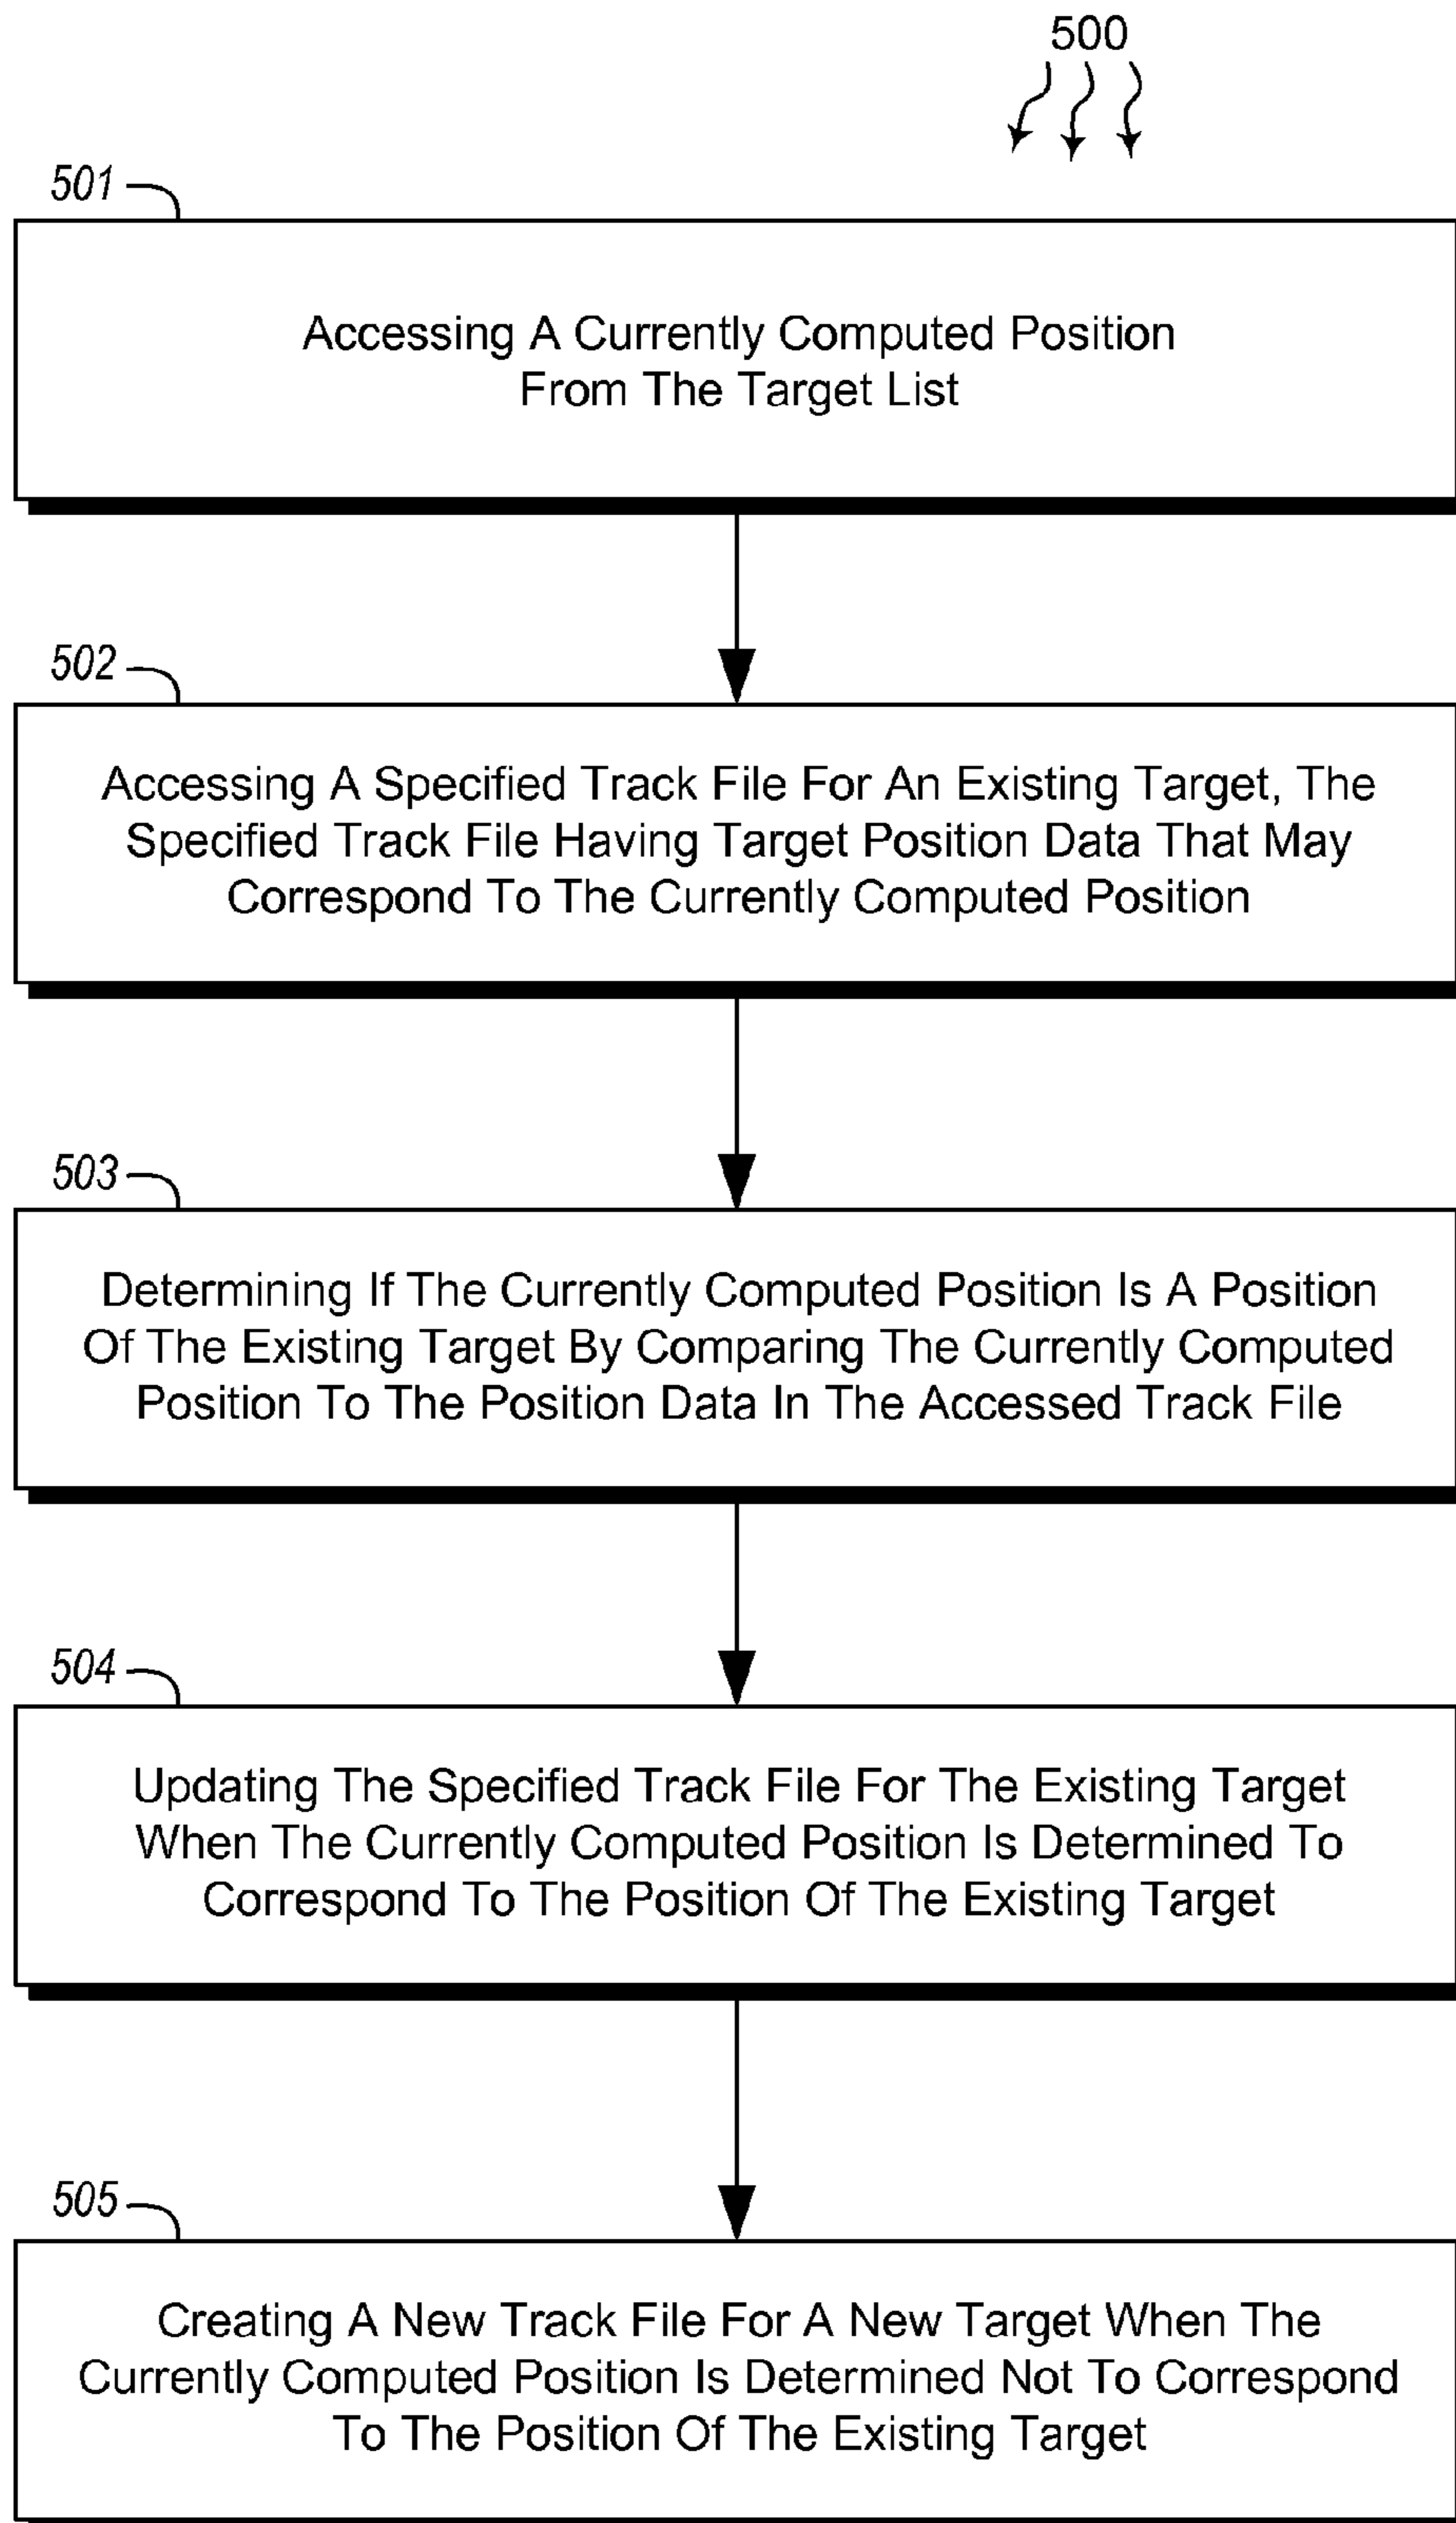 500
501
Accessing A Currently Computed Position
From The Target List
502
Accessing A Specified Track File For An Existing Target, The
Specified Track File Having Target Position Data That May
Correspond To The Currently Computed Position
503
Determining If The Currently Computed Position Is A Position
Of The Existing Target By Comparing The Currently Computed
Position To The Position Data In The Accessed Track File
504
Updating The Specified Track File For The Existing Target
When The Currently Computed Position Is Determined To
Correspond To The Position Of The Existing Target
505
Creating A New Track File For A New Target When The
Currently Computed Position Is Determined Not To Correspond
To The Position Of The Existing Target